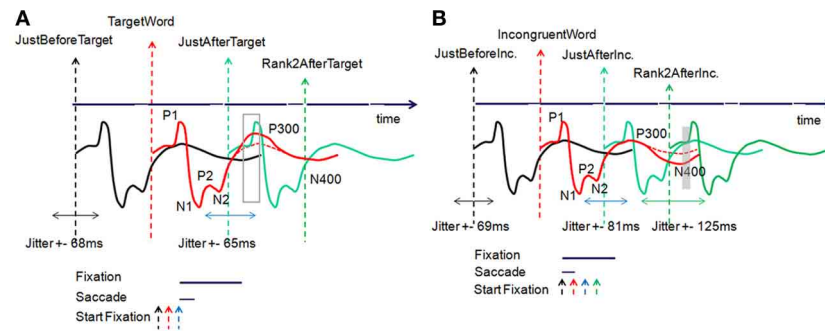 A
TargetWord
JustBeforeTarget
JustAfterTarget
Rank2AfterTarget
time
P1
P300
P2
N400
N1
N2
Jitter +- 68ms
Jitter +- 65ms
Fixation
Saccade
Start Fixation
B
IncongruentWord
JustBeforeInc.
JustAfterInc.
Rank2AfterInc.
time
P1
P300
P2
N400
N1
N2
Jitter +- 69ms
Jitter +- 81ms
Jitter +- 125ms
Fixation
Saccade
Start Fixation